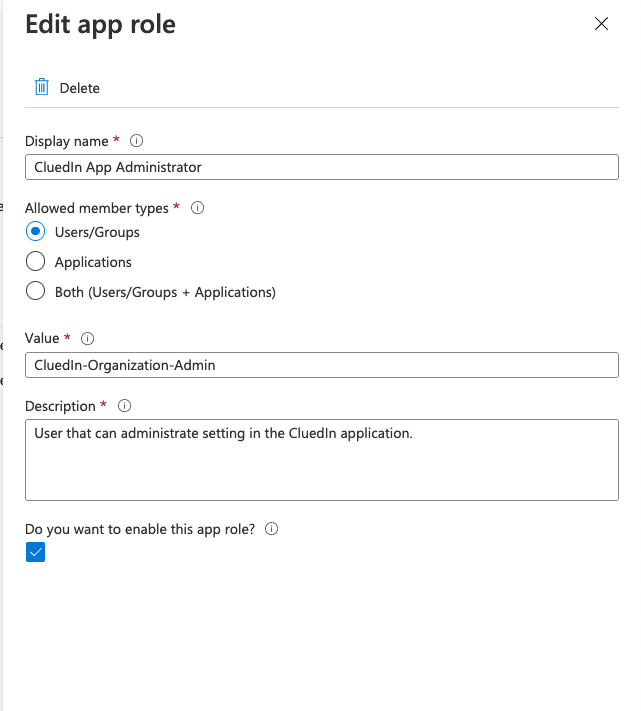 Edit app role
Delete
Display name *
CluedIn App Administrator
Allowed member types *
Users/Groups
Applications
Both (Users/Groups + Applications)
Value *
CluedIn-Organization-Admin
Description *
User that can administrate setting in the CluedIn application.
Do you want to enable this app role?